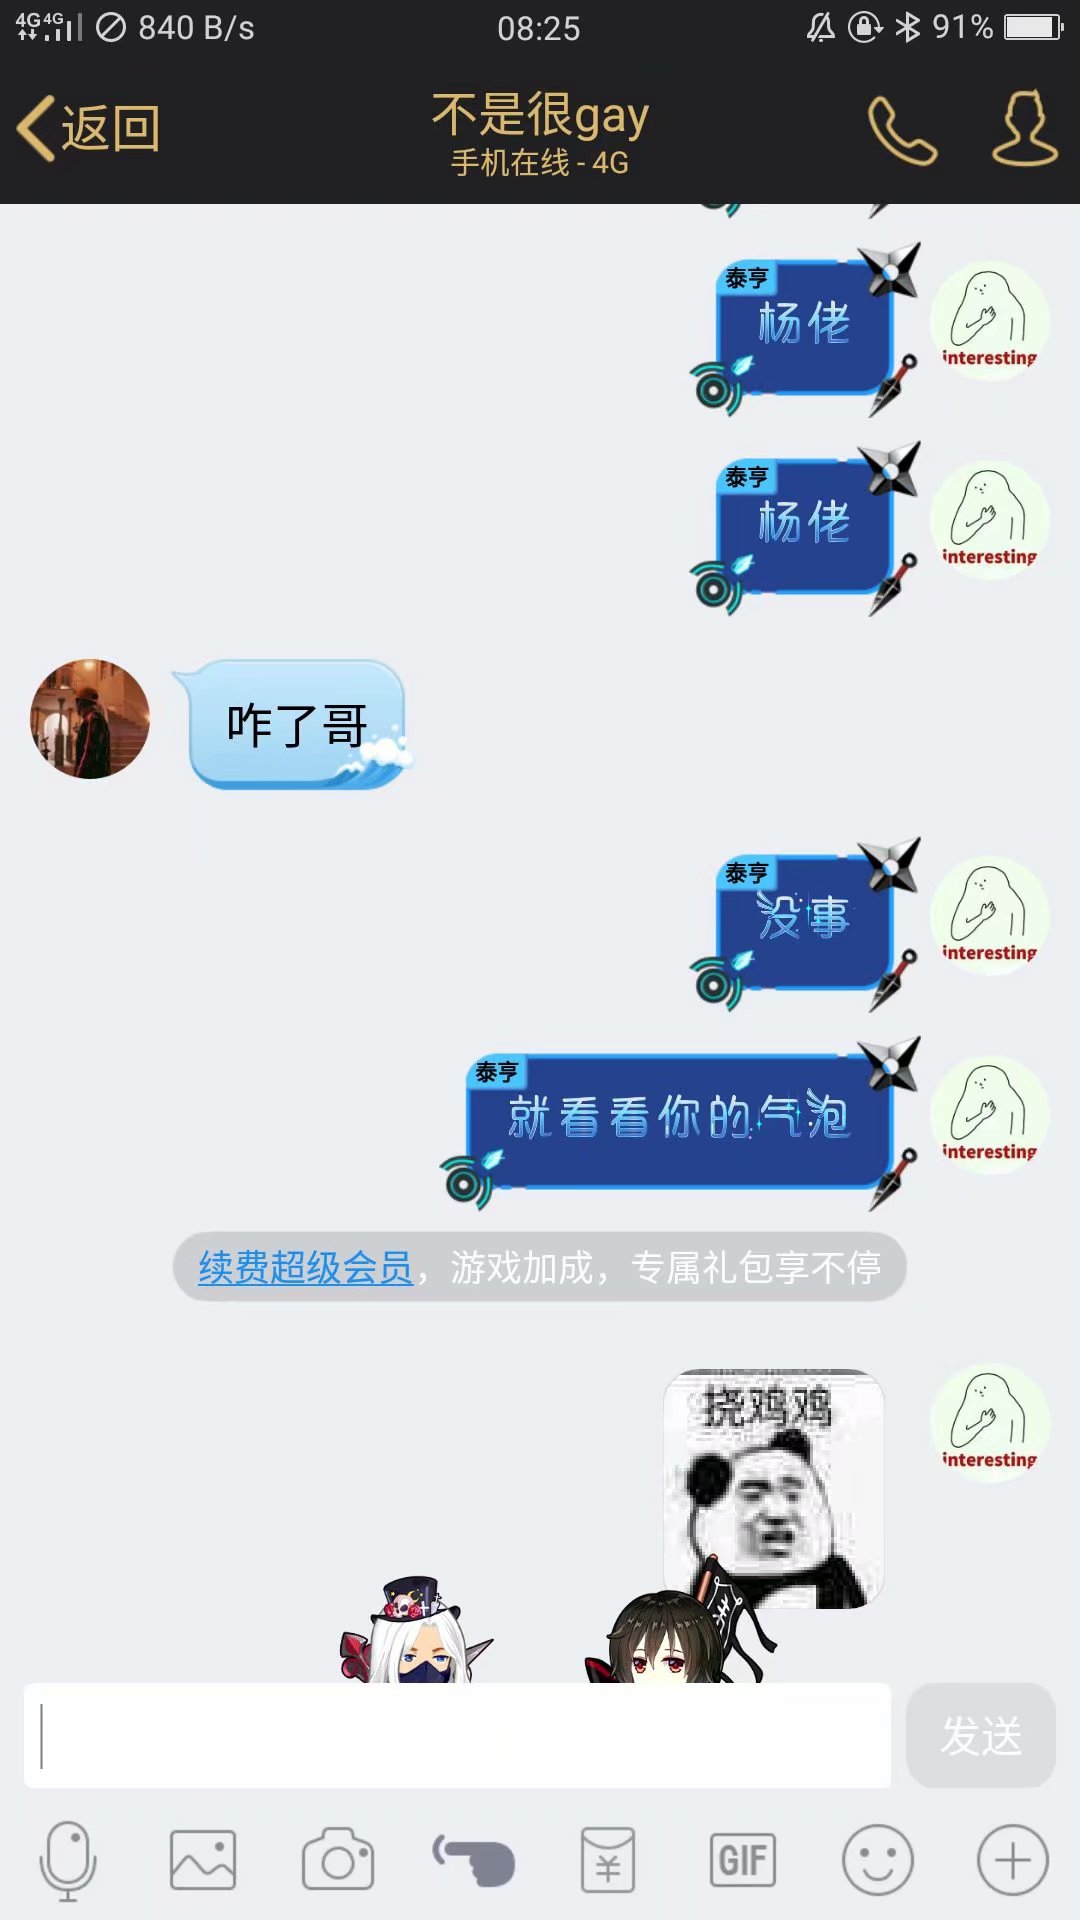 4G 4G 840 B/s 08:25 91%
返回 不是很gay
手机在线 - 4G
泰亨
杨佬
interesting
泰亨
杨佬
interesting
咋了哥
泰亨
没事
interesting
泰亨
就看看你的气泡
interesting
续费超级会员，游戏加成，专属礼包享不停
挠鸡鸡
interesting
发送
¥ GIF